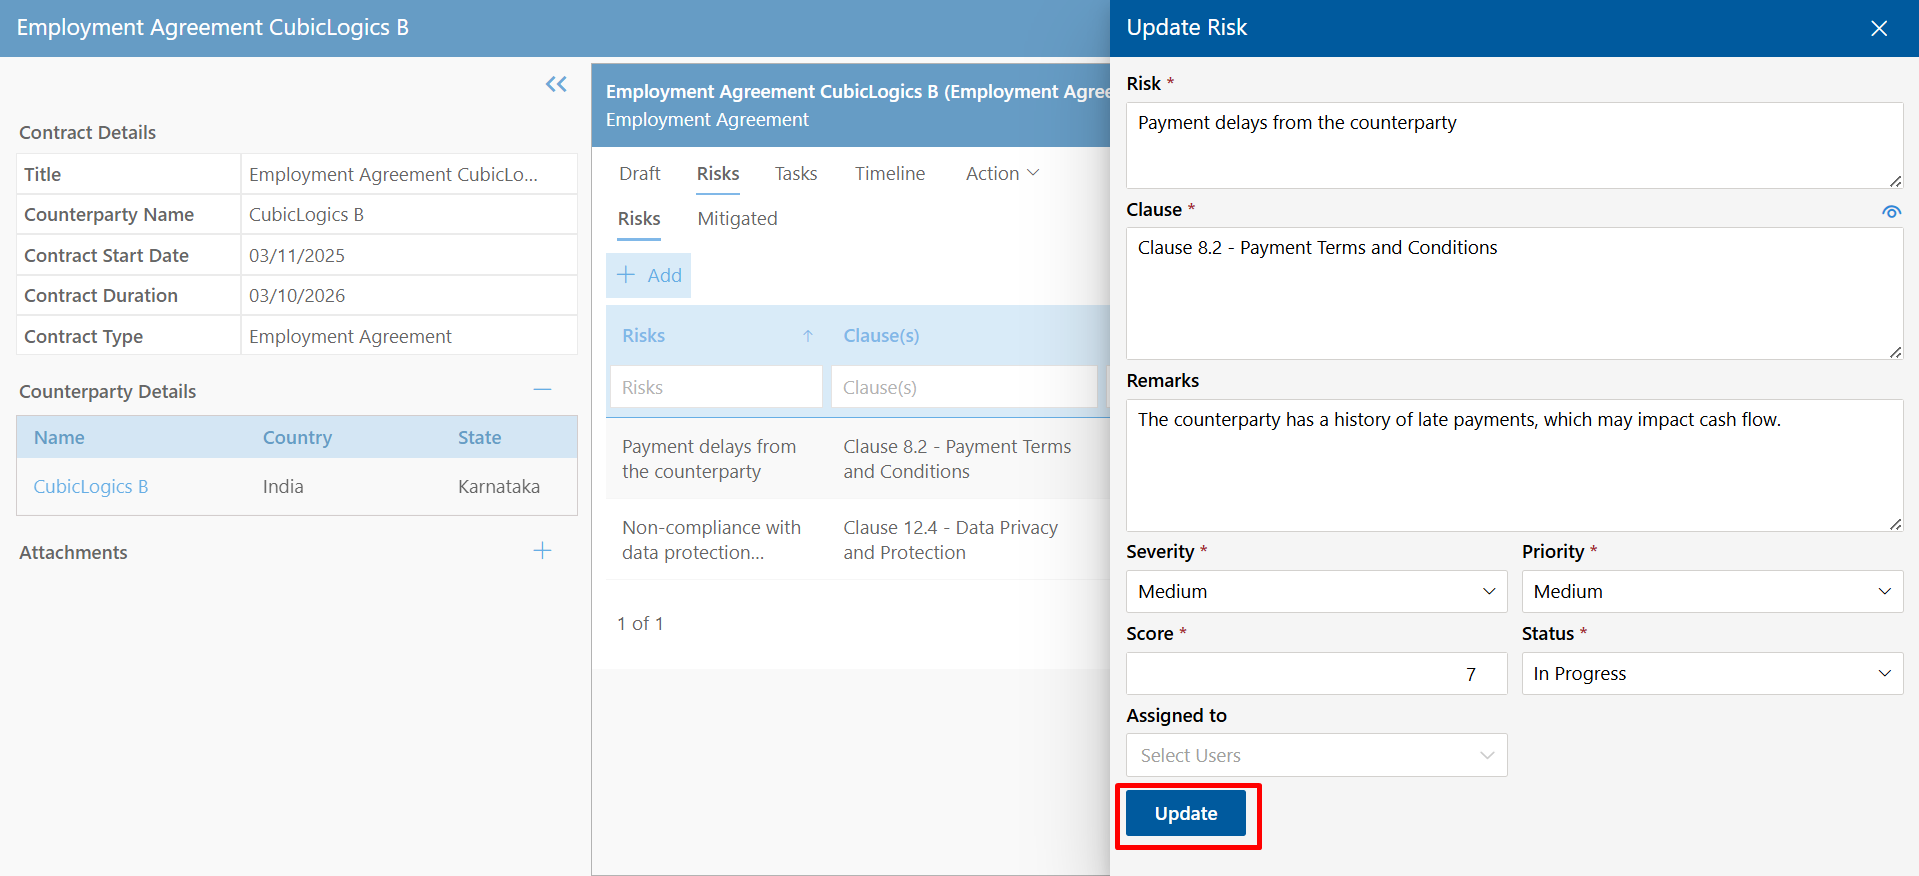 Employment Agreement CubicLogics B
Contract Details
Title
Employment Agreement CubicLo...
Counterparty Name
CubicLogics B
Contract Start Date
03/11/2025
Contract Duration
03/10/2026
Contract Type
Employment Agreement
Counterparty Details
Name Country State
CubicLogics B India Karnataka
Attachments
Employment Agreement CubicLogics B (Employment Agree
Employment Agreement
Draft Risks Tasks Timeline Action
Risks Mitigated
+ Add
Risks Clause(s)
Risks Clause(s)
Payment delays from
the counterparty
Clause 8.2 - Payment Terms
and Conditions
Non-compliance with
data protection...
Clause 12.4 - Data Privacy
and Protection
1 of 1
Update Risk
Risk *
Payment delays from the counterparty
Clause *
Clause 8.2 - Payment Terms and Conditions
Remarks
The counterparty has a history of late payments, which may impact cash flow.
Severity * Priority *
Medium Medium
Score * Status *
7 In Progress
Assigned to
Select Users
Update